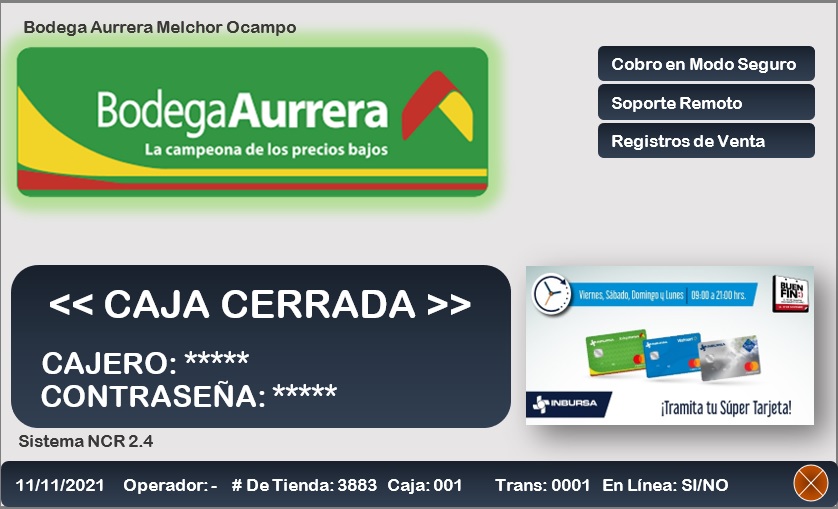 Bodega Aurrera Melchor Ocampo
BodegaAurrera
La campeona de los precios bajos
Cobro en Modo Seguro
Soporte Remoto
Registros de Venta
<< CAJA CERRADA >>
CAJERO: *****
CONTRASEÑA: *****
Viernes, Sábado, Domingo y Lunes | 09:00 a 21:00 hrs.
BUEN
FIN
INBURSA
¡Tramita tu Súper Tarjeta!
Sistema NCR 2.4
11/11/2021 Operador: - # De Tienda: 3883 Caja: 001 Trans: 0001 En Línea: SI/NO